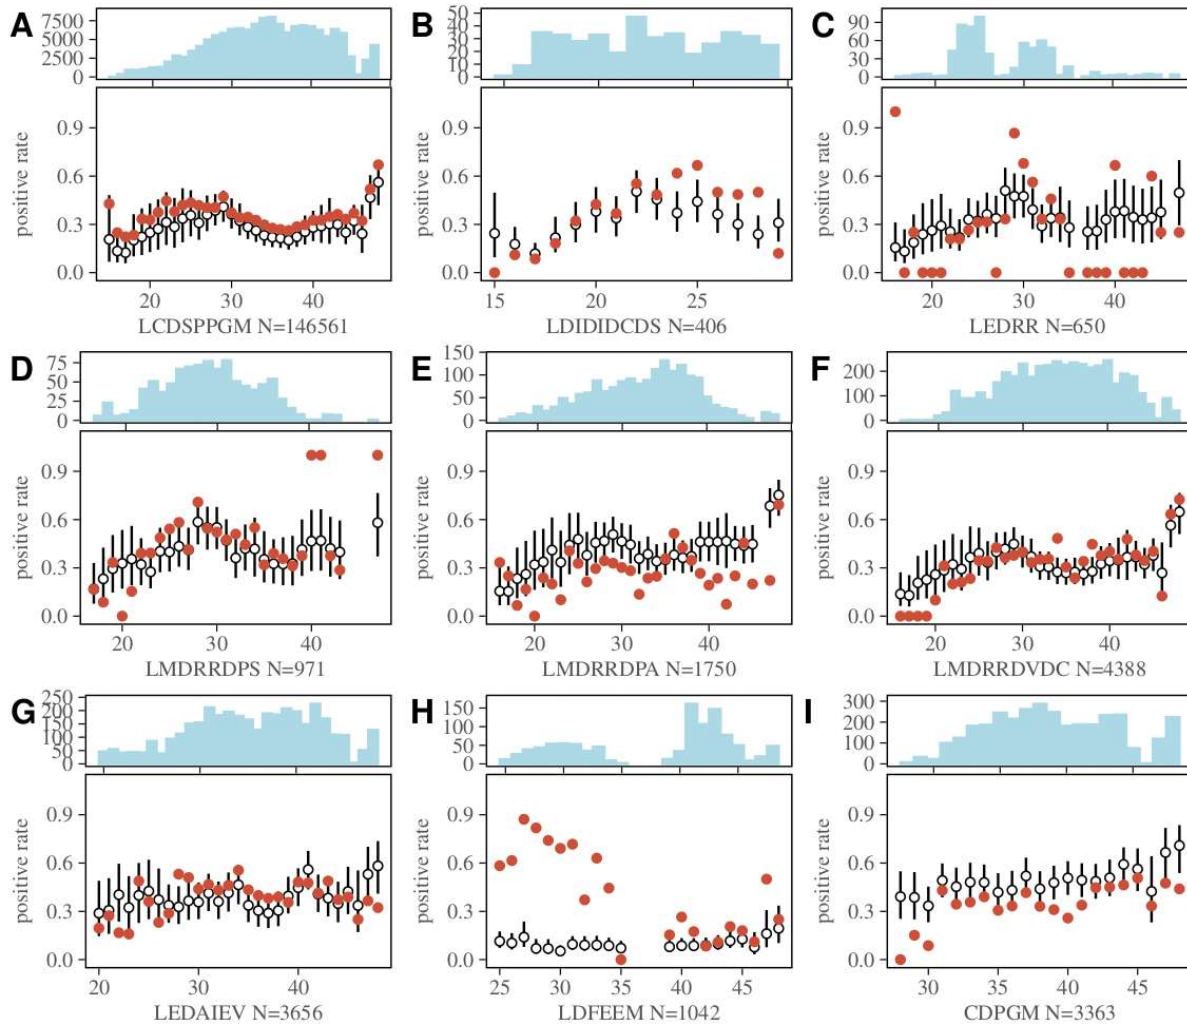 A
7500
5000
2500
0
positive rate
0.9
0.6
0.3
0.0
20 30 40
LCDSPPGM N=146561
B
50
40
30
20
10
0
positive rate
0.9
0.6
0.3
0.0
15 20 25
LDIDIDCDS N=406
C
90
60
30
0
positive rate
0.9
0.6
0.3
0.0
20 30 40
LEDRR N=650
D
75
50
25
0
positive rate
0.9
0.6
0.3
0.0
20 30 40
LMDRRDPS N=971
E
150
100
50
0
positive rate
0.9
0.6
0.3
0.0
20 30 40
LMDRRDPA N=1750
F
200
100
0
positive rate
0.9
0.6
0.3
0.0
20 30 40
LMDRRDVDC N=4388
G
250
200
150
100
50
0
positive rate
0.9
0.6
0.3
0.0
20 30 40
LEDAIEV N=3656
H
150
100
50
0
positive rate
0.9
0.6
0.3
0.0
25 30 35 40 45
LDFEEM N=1042
I
300
200
100
0
positive rate
0.9
0.6
0.3
0.0
30 35 40 45
CDPGM N=3363